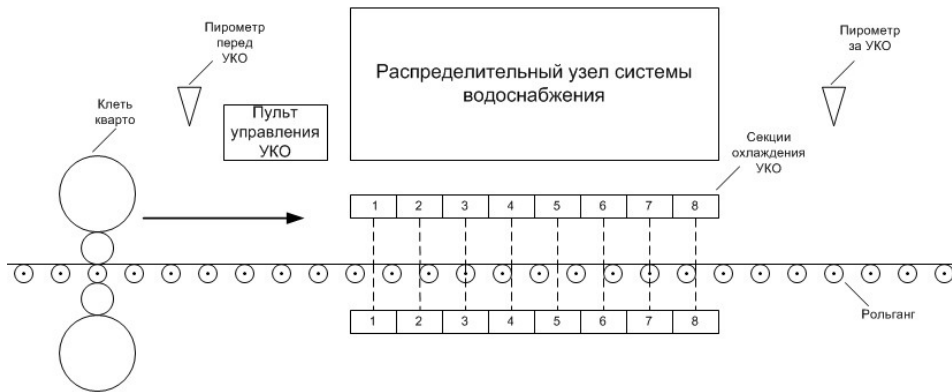 Пирометр
перед
УКО
Пирометр
за УКО
Распределительный узел системы
водоснабжения
Клеть
кварто
Пульт
управления
УКО
Секции
охлаждения
УКО
1 2 3 4 5 6 7 8
1 2 3 4 5 6 7 8
Рольганг